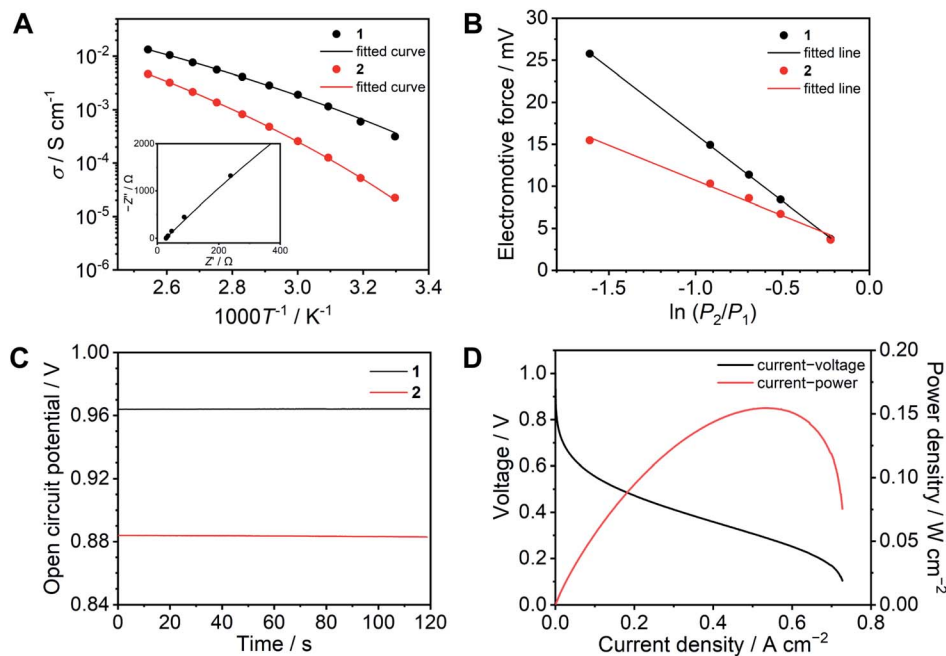 A
1
fitted curve
2
fitted curve
σ / S cm⁻¹
10⁻²
10⁻³
10⁻⁴
10⁻⁵
10⁻⁶
2000
1000
0
-Z'' / Ω
0 200 400
Z' / Ω
2.6 2.8 3.0 3.2 3.4
1000T⁻¹ / K⁻¹
B
1
fitted line
2
fitted line
Electromotive force / mV
30
25
20
15
10
5
0
-1.5 -1.0 -0.5 0.0
ln (P₂/P₁)
C
1
2
Open circuit potential / V
1.00
0.96
0.92
0.88
0.84
0 20 40 60 80 100 120
Time / s
D
current−voltage
current−power
Voltage / V
1.0
0.8
0.6
0.4
0.2
0.0
0.20
0.15
0.10
0.05
0.00
Power densitry / W cm⁻²
0.0 0.2 0.4 0.6 0.8
Current density / A cm⁻²